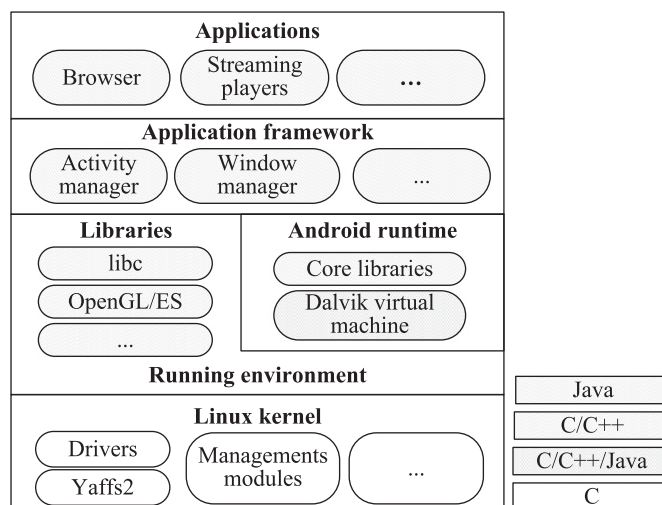 Applications
Browser
Streaming
players
...
Application framework
Activity
manager
Window
manager
...
Libraries
libc
OpenGL/ES
...
Android runtime
Core libraries
Dalvik virtual
machine
Running environment
Linux kernel
Drivers
Yaffs2
Managements
modules
...
Java
C/C++
C/C++/Java
C